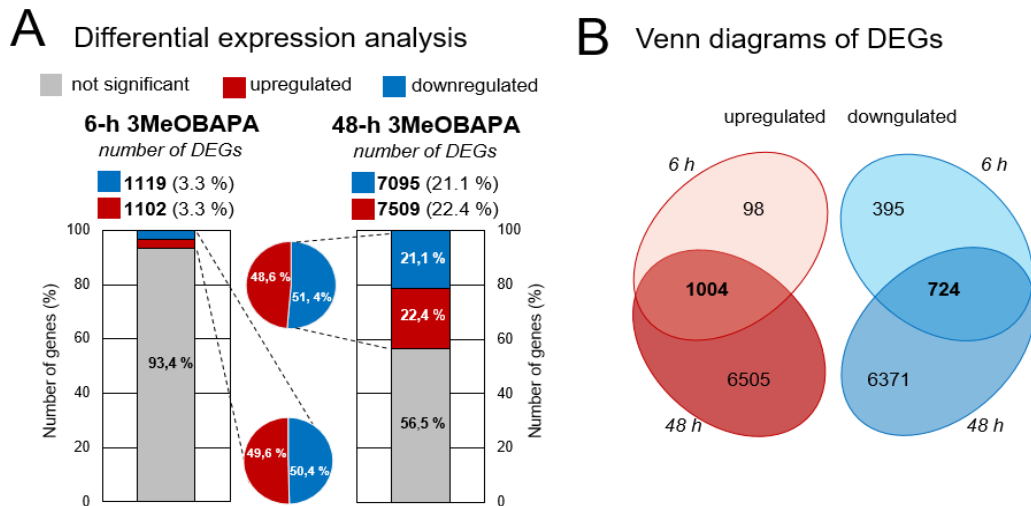 A Differential expression analysis
not significant upregulated downregulated
6-h 3MeOBAPA
number of DEGs
1119 (3.3 %)
1102 (3.3 %)
48-h 3MeOBAPA
number of DEGs
7095 (21.1 %)
7509 (22.4 %)
Number of genes (%)
100
80
60
40
20
0
93,4 %
48,6 %
51, 4%
49,6 %
50,4 %
21,1 %
22,4 %
56,5 %
100
80
60
40
20
0
Number of genes (%)
B Venn diagrams of DEGs
upregulated downgulated
6 h 6 h
98 395
1004 724
6505 6371
48 h 48 h